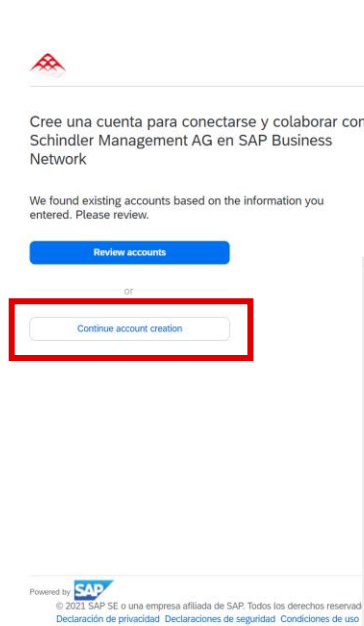 Cree una cuenta para conectarse y colaborar con
Schindler Management AG en SAP Business
Network
We found existing accounts based on the information you
entered. Please review.
Review accounts
or
Continue account creation
Powered by SAP
© 2021 SAP SE o una empresa afiliada de SAP. Todos los derechos reservad
Declaración de privacidad Declaraciones de seguridad Condiciones de uso